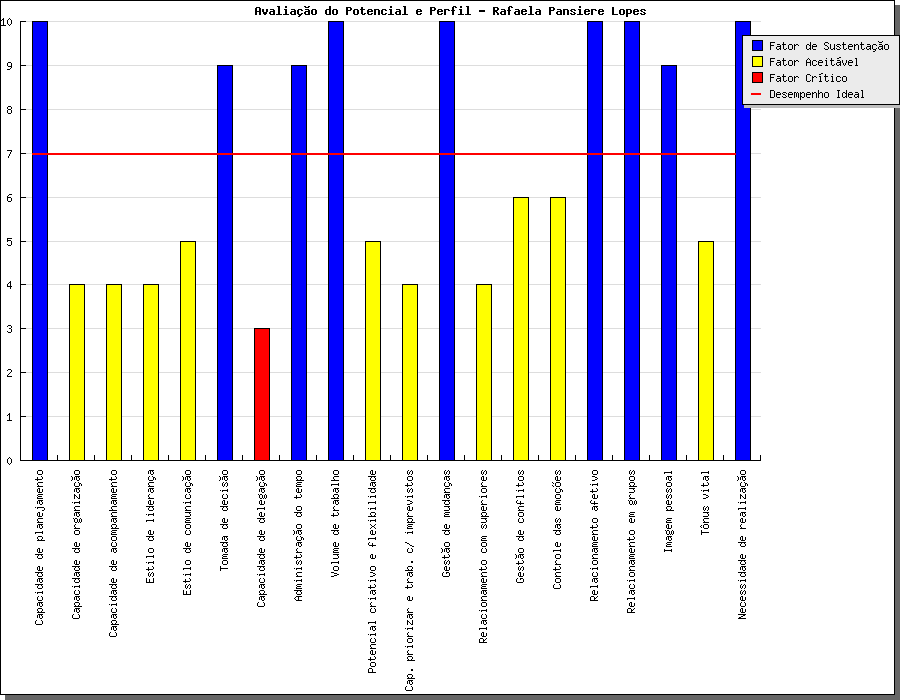 Avaliação do Potencial e Perfil - Rafaela Pansiere Lopes
10
9
8
7
6
5
4
3
2
1
0
Fator de Sustentação
Fator Aceitável
Fator Crítico
Desempenho Ideal
Capacidade de planejamento
Capacidade de organização
Capacidade de acompanhamento
Estilo de liderança
Estilo de comunicação
Tomada de decisão
Capacidade de delegação
Administração do tempo
Volume de trabalho
Potencial criativo e flexibilidade
Cap. priorizar e trab. c/ imprevistos
Gestão de mudanças
Relacionamento com superiores
Gestão de conflitos
Controle das emoções
Relacionamento afetivo
Relacionamento em grupos
Imagem pessoal
Tônus vital
Necessidade de realização